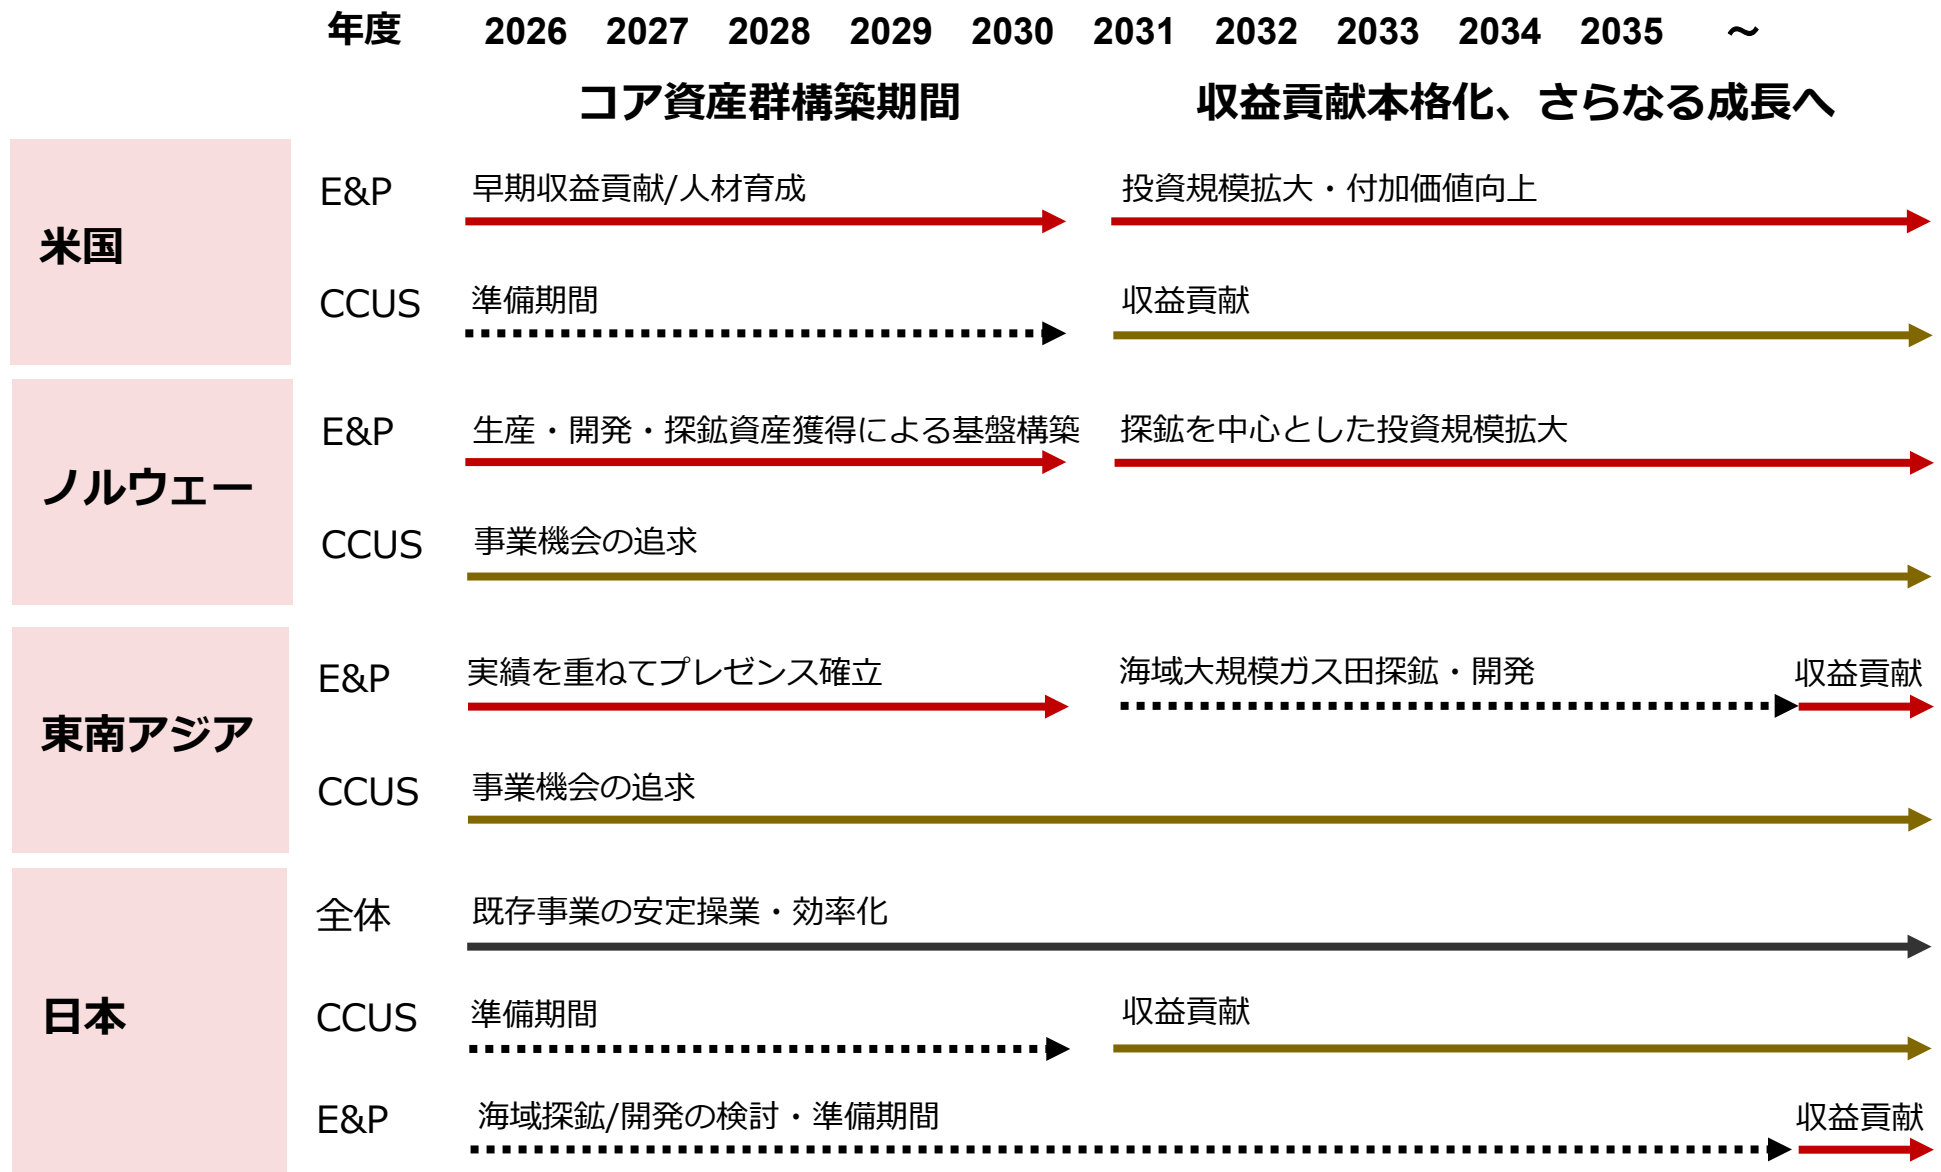 年度 2026 2027 2028 2029 2030 2031 2032 2033 2034 2035 ～
コア資産群構築期間 収益貢献本格化、さらなる成長へ
米国
E&P 早期収益貢献/人材育成 投資規模拡大・付加価値向上
CCUS 準備期間 収益貢献
ノルウェー
E&P 生産・開発・探鉱資産獲得による基盤構築 探鉱を中心とした投資規模拡大
CCUS 事業機会の追求
東南アジア
E&P 実績を重ねてプレゼンス確立 海域大規模ガス田探鉱・開発 収益貢献
CCUS 事業機会の追求
日本
全体 既存事業の安定操業・効率化
CCUS 準備期間 収益貢献
E&P 海域探鉱/開発の検討・準備期間 収益貢献